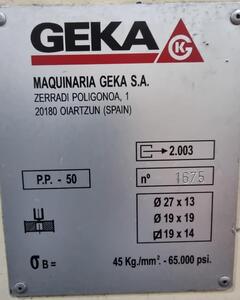 GEKA
GK
MAQUINARIA GEKA S.A.
ZERRADI POLIGONOA, 1
20180 OIARTZUN (SPAIN)
2.003
P.P. - 50
nº 1675
Ø 27 x 13
Ø 19 x 19
19 x 14
σB = 45 Kg./mm². - 65.000 psi.